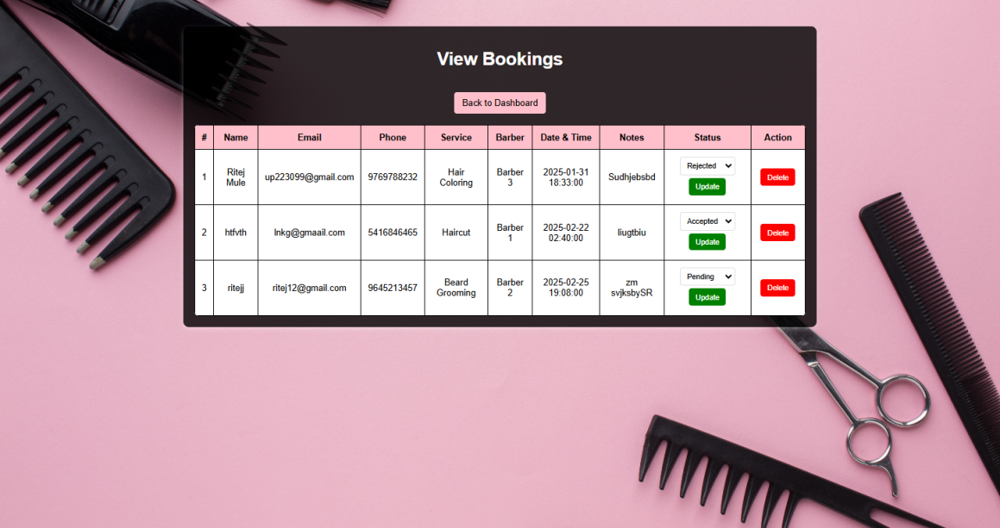 View Bookings
Back to Dashboard
# Name Email Phone Service Barber Date & Time Notes Status Action
1 Ritej Mule up223099@gmail.com 9769788232 Hair Coloring Barber 3 2025-01-31 18:33:00 Sudhjebsbd Rejected Update Delete
2 htfvth lnkg@gmaail.com 5416846465 Haircut Barber 1 2025-02-22 02:40:00 liugtbiu Accepted Update Delete
3 ritejj ritej12@gmail.com 9645213457 Beard Grooming Barber 2 2025-02-25 19:08:00 zm svjksbySR Pending Update Delete